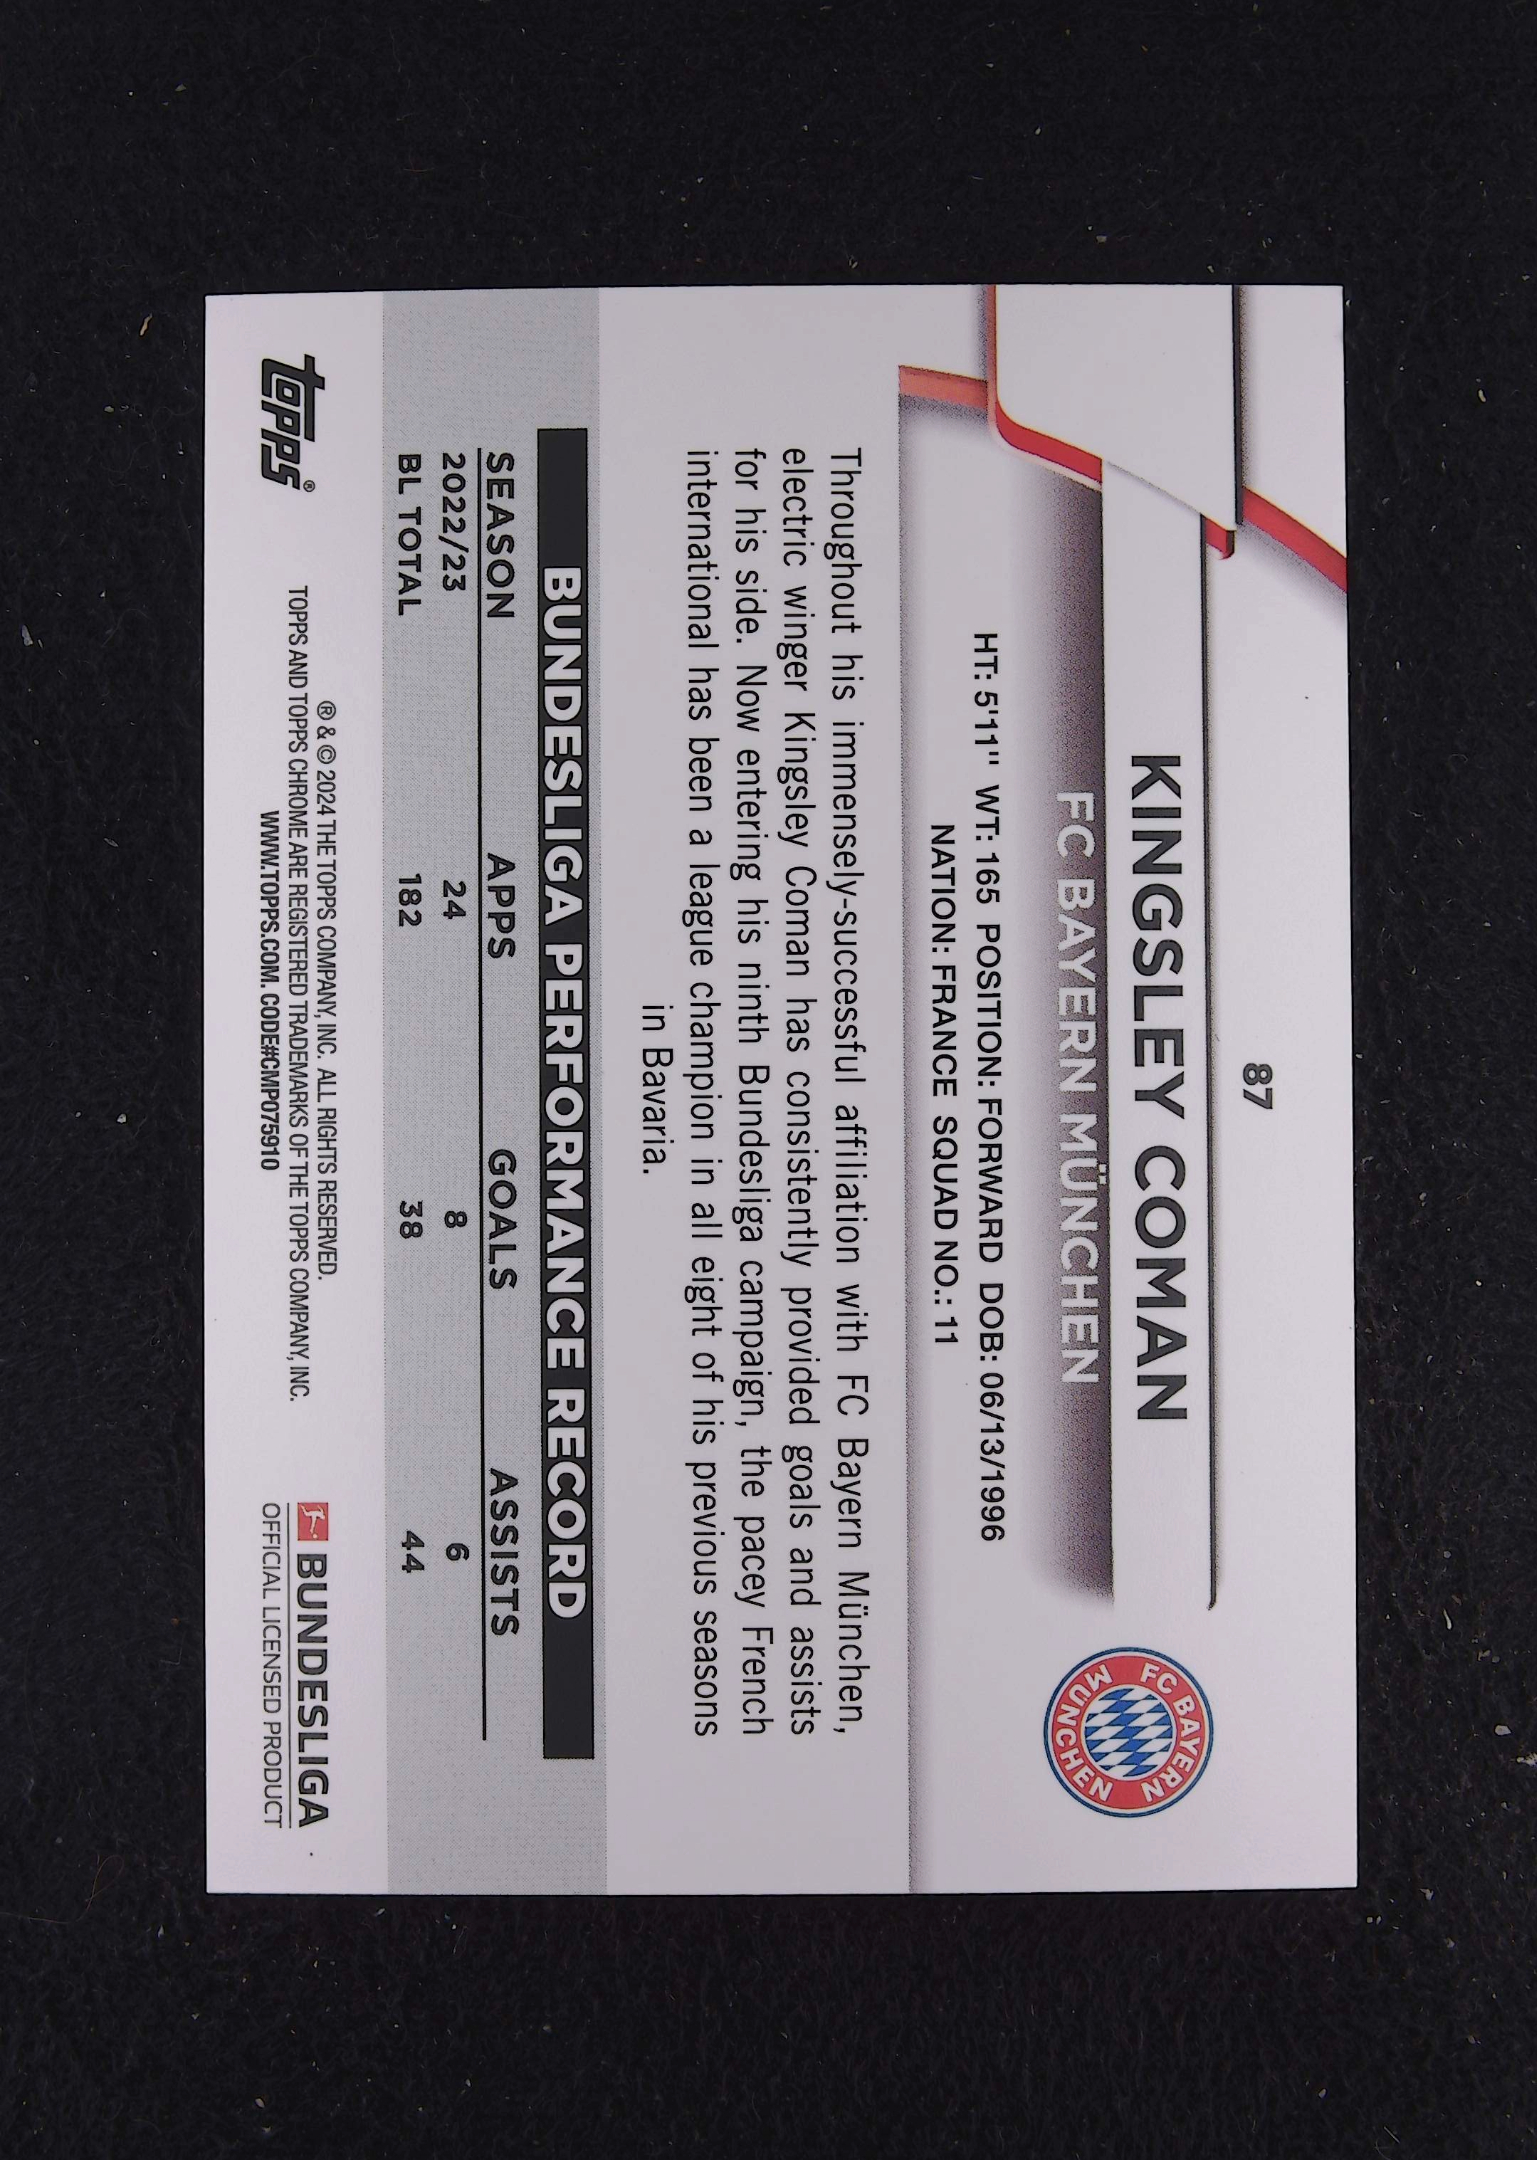 87
KINGSLEY COMAN
FC BAYERN MÜNCHEN
FC BAYERN
MÜNCHEN
HT: 5'11" WT: 165 POSITION: FORWARD DOB: 06/13/1996
NATION: FRANCE SQUAD NO.: 11
Throughout his immensely-successful affiliation with FC Bayern München,
electric winger Kingsley Coman has consistently provided goals and assists
for his side. Now entering his ninth Bundesliga campaign, the pacey French
international has been a league champion in all eight of his previous seasons
in Bavaria.
BUNDESLIGA PERFORMANCE RECORD
SEASON APPS GOALS ASSISTS
2022/23 24 8 6
BL TOTAL 182 38 44
topps®
® & © 2024 THE TOPPS COMPANY, INC. ALL RIGHTS RESERVED.
TOPPS AND TOPPS CHROME ARE REGISTERED TRADEMARKS OF THE TOPPS COMPANY, INC.
WWW.TOPPS.COM. CODE#CMP075910
BUNDESLIGA
OFFICIAL LICENSED PRODUCT